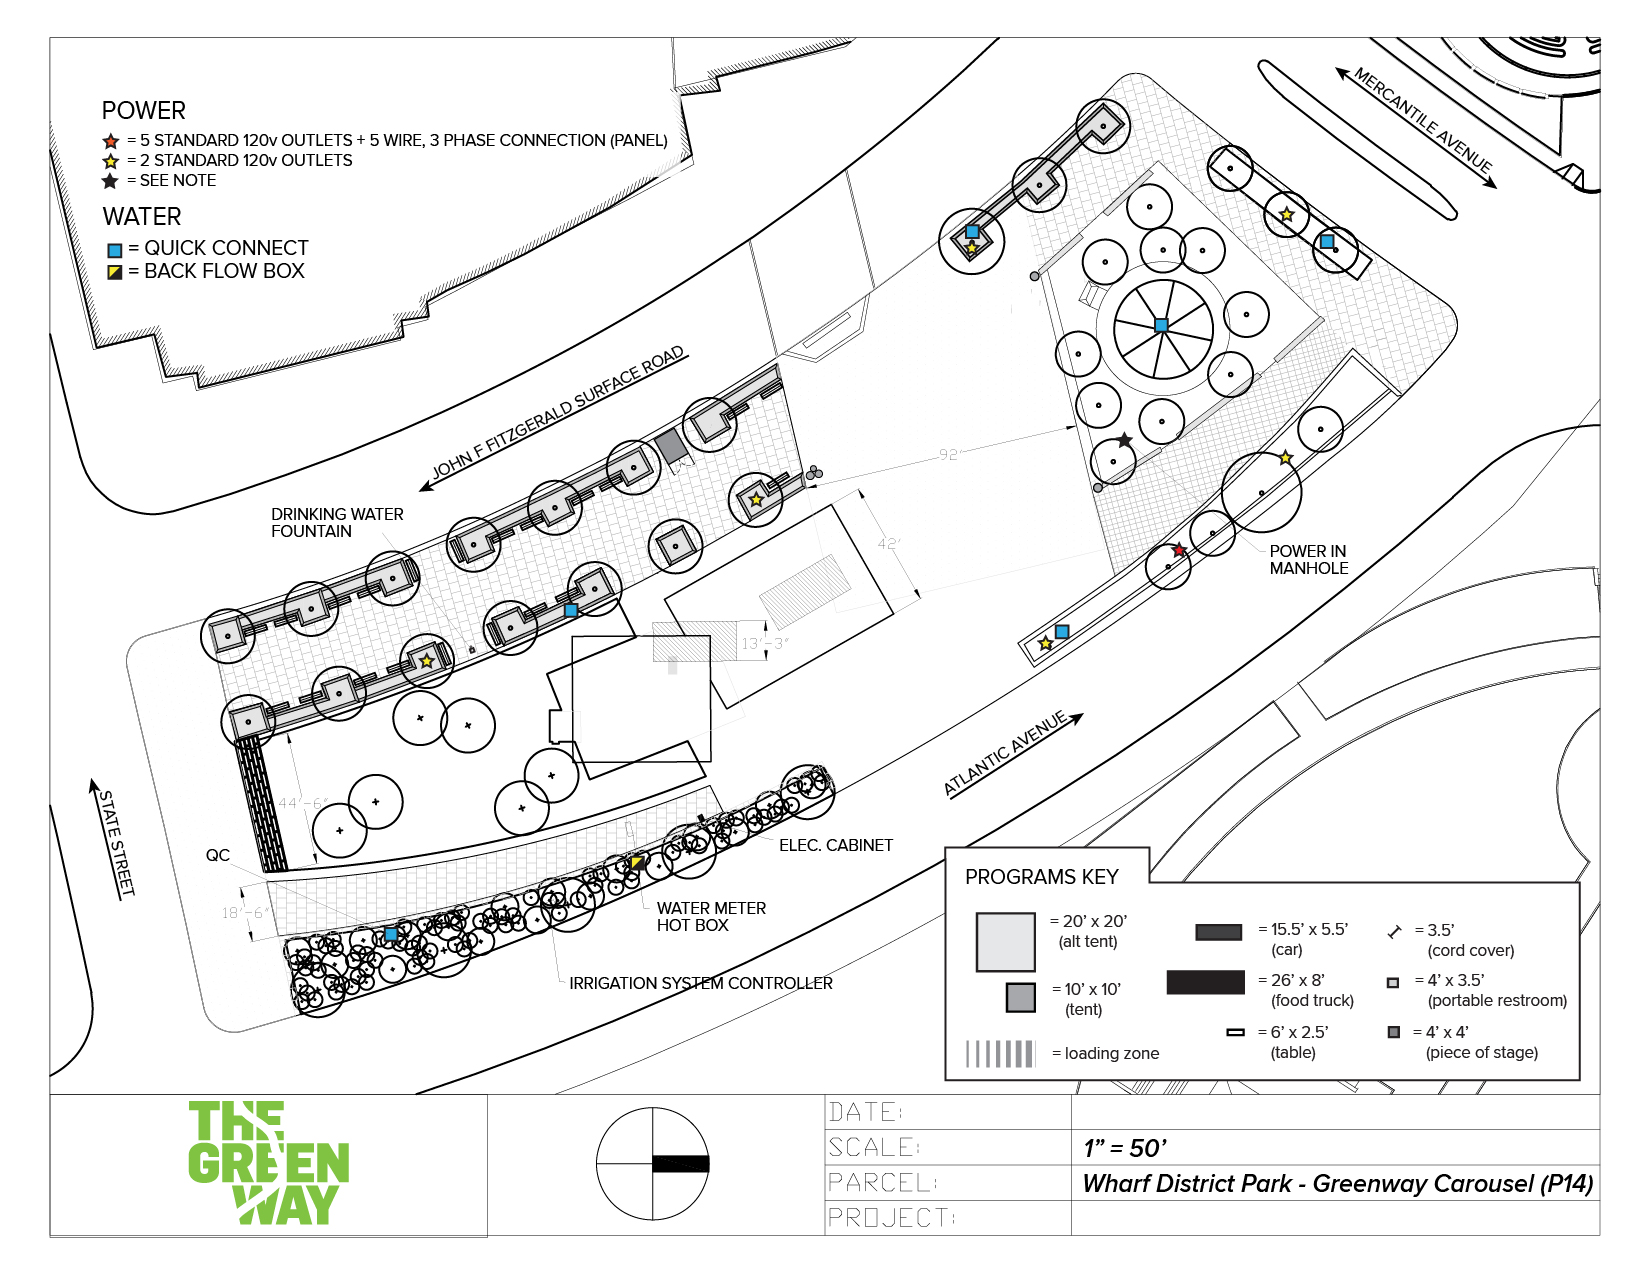 POWER
= 5 STANDARD 120v OUTLETS + 5 WIRE, 3 PHASE CONNECTION (PANEL)
= 2 STANDARD 120v OUTLETS
= SEE NOTE
WATER
= QUICK CONNECT
= BACK FLOW BOX
MERCANTILE AVENUE
JOHN F FITZGERALD SURFACE ROAD
92'
DRINKING WATER
FOUNTAIN
42'
POWER IN
MANHOLE
13'-3"
ATLANTIC AVENUE
STATE STREET
44'-6"
QC
ELEC. CABINET
18'-6"
WATER METER
HOT BOX
IRRIGATION SYSTEM CONTROLLER
PROGRAMS KEY
= 20' x 20'
(alt tent)
= 10' x 10'
(tent)
= loading zone
= 15.5' x 5.5'
(car)
= 26' x 8'
(food truck)
= 6' x 2.5'
(table)
= 3.5'
(cord cover)
= 4' x 3.5'
(portable restroom)
= 4' x 4'
(piece of stage)
THE
GREEN
WAY
DATE:
SCALE: 1" = 50'
PARCEL: Wharf District Park - Greenway Carousel (P14)
PROJECT: